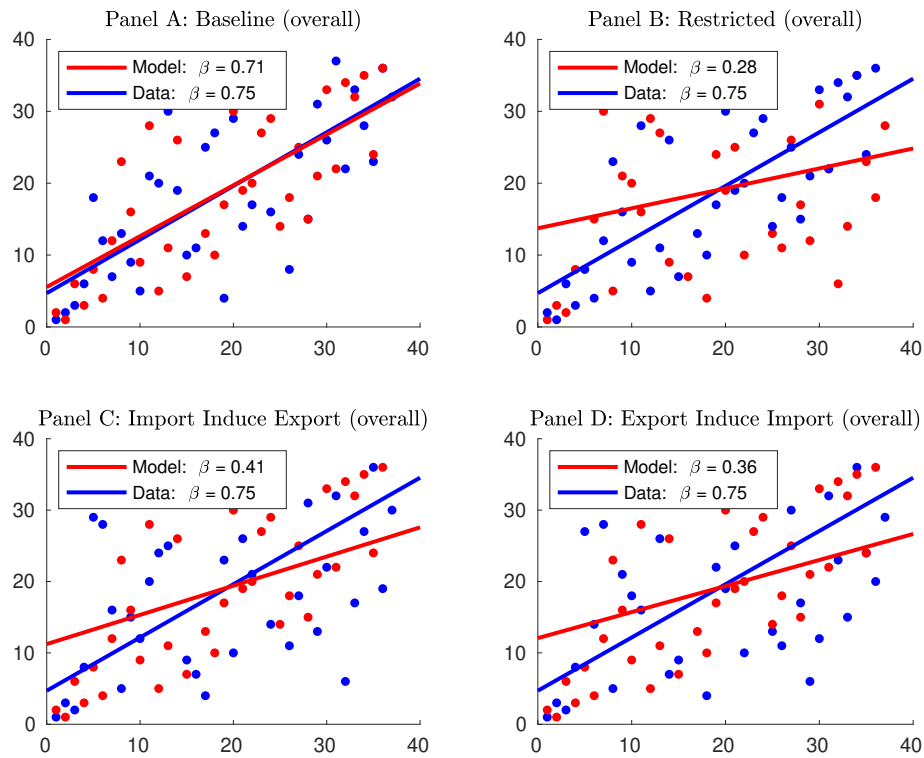 Panel A: Baseline (overall)
Model: β = 0.71
Data: β = 0.75
40
30
20
10
0
0 10 20 30 40
Panel B: Restricted (overall)
Model: β = 0.28
Data: β = 0.75
40
30
20
10
0
0 10 20 30 40
Panel C: Import Induce Export (overall)
Model: β = 0.41
Data: β = 0.75
40
30
20
10
0
0 10 20 30 40
Panel D: Export Induce Import (overall)
Model: β = 0.36
Data: β = 0.75
40
30
20
10
0
0 10 20 30 40